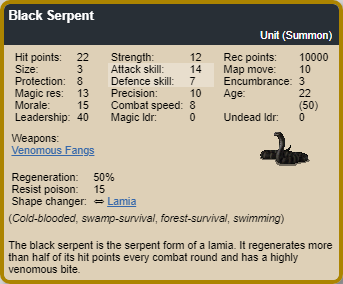 Black Serpent
Unit (Summon)
Hit points: 22 Strength: 12 Rec points: 10000
Size: 3 Attack skill: 14 Map move: 10
Protection: 8 Defence skill: 7 Encumbrance: 3
Magic res: 13 Precision: 10 Age: 22
Morale: 15 Combat speed: 8 (50)
Leadership: 40 Magic ldr: 0 Undead ldr: 0
Weapons:
Venomous Fangs
Regeneration: 50%
Resist poison: 15
Shape changer: ⇔ Lamia
(Cold-blooded, swamp-survival, forest-survival, swimming)
The black serpent is the serpent form of a lamia. It regenerates more
than half of its hit points every combat round and has a highly
venomous bite.